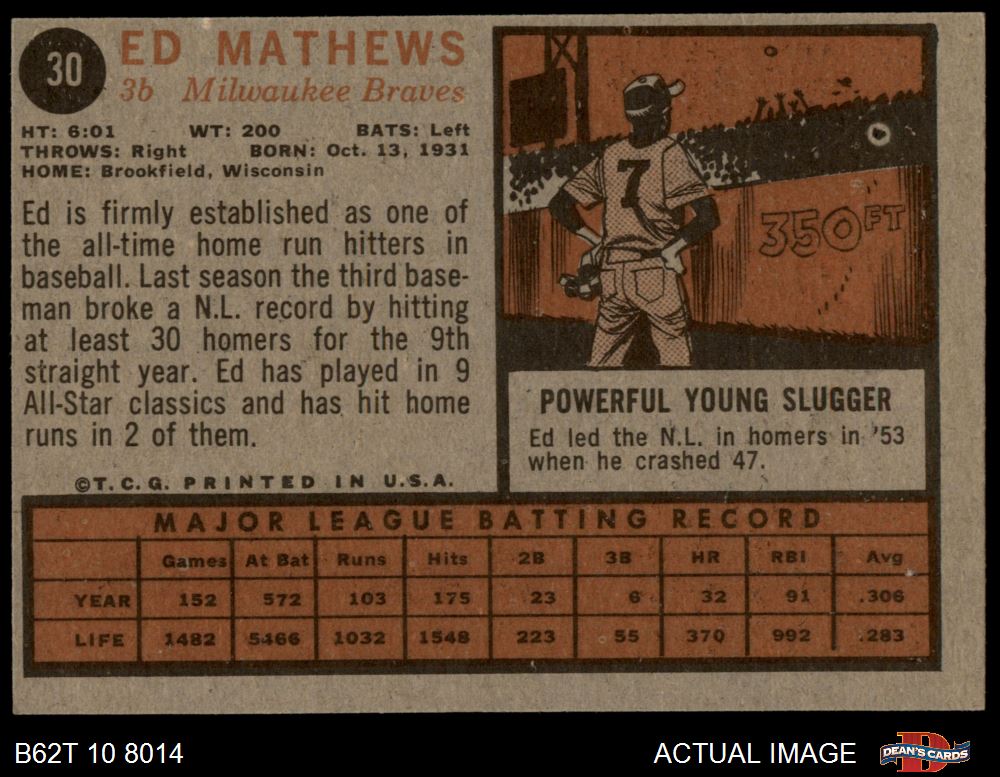 30
ED MATHEWS
3b Milwaukee Braves
HT: 6:01 WT: 200 BATS: Left
THROWS: Right BORN: Oct. 13, 1931
HOME: Brookfield, Wisconsin
Ed is firmly established as one of
the all-time home run hitters in
baseball. Last season the third base-
man broke a N.L. record by hitting
at least 30 homers for the 9th
straight year. Ed has played in 9
All-Star classics and has hit home
runs in 2 of them.
©T.C.G. PRINTED IN U.S.A.
7
350FT
POWERFUL YOUNG SLUGGER
Ed led the N.L. in homers in '53
when he crashed 47.
MAJOR LEAGUE BATTING RECORD
Games At Bat Runs Hits 2B 3B HR RBI Avg
YEAR 152 572 103 175 23 6 32 91 .306
LIFE 1482 5466 1032 1548 223 55 370 992 .283
B62T 10 8014
ACTUAL IMAGE
DEAN'S CARDS